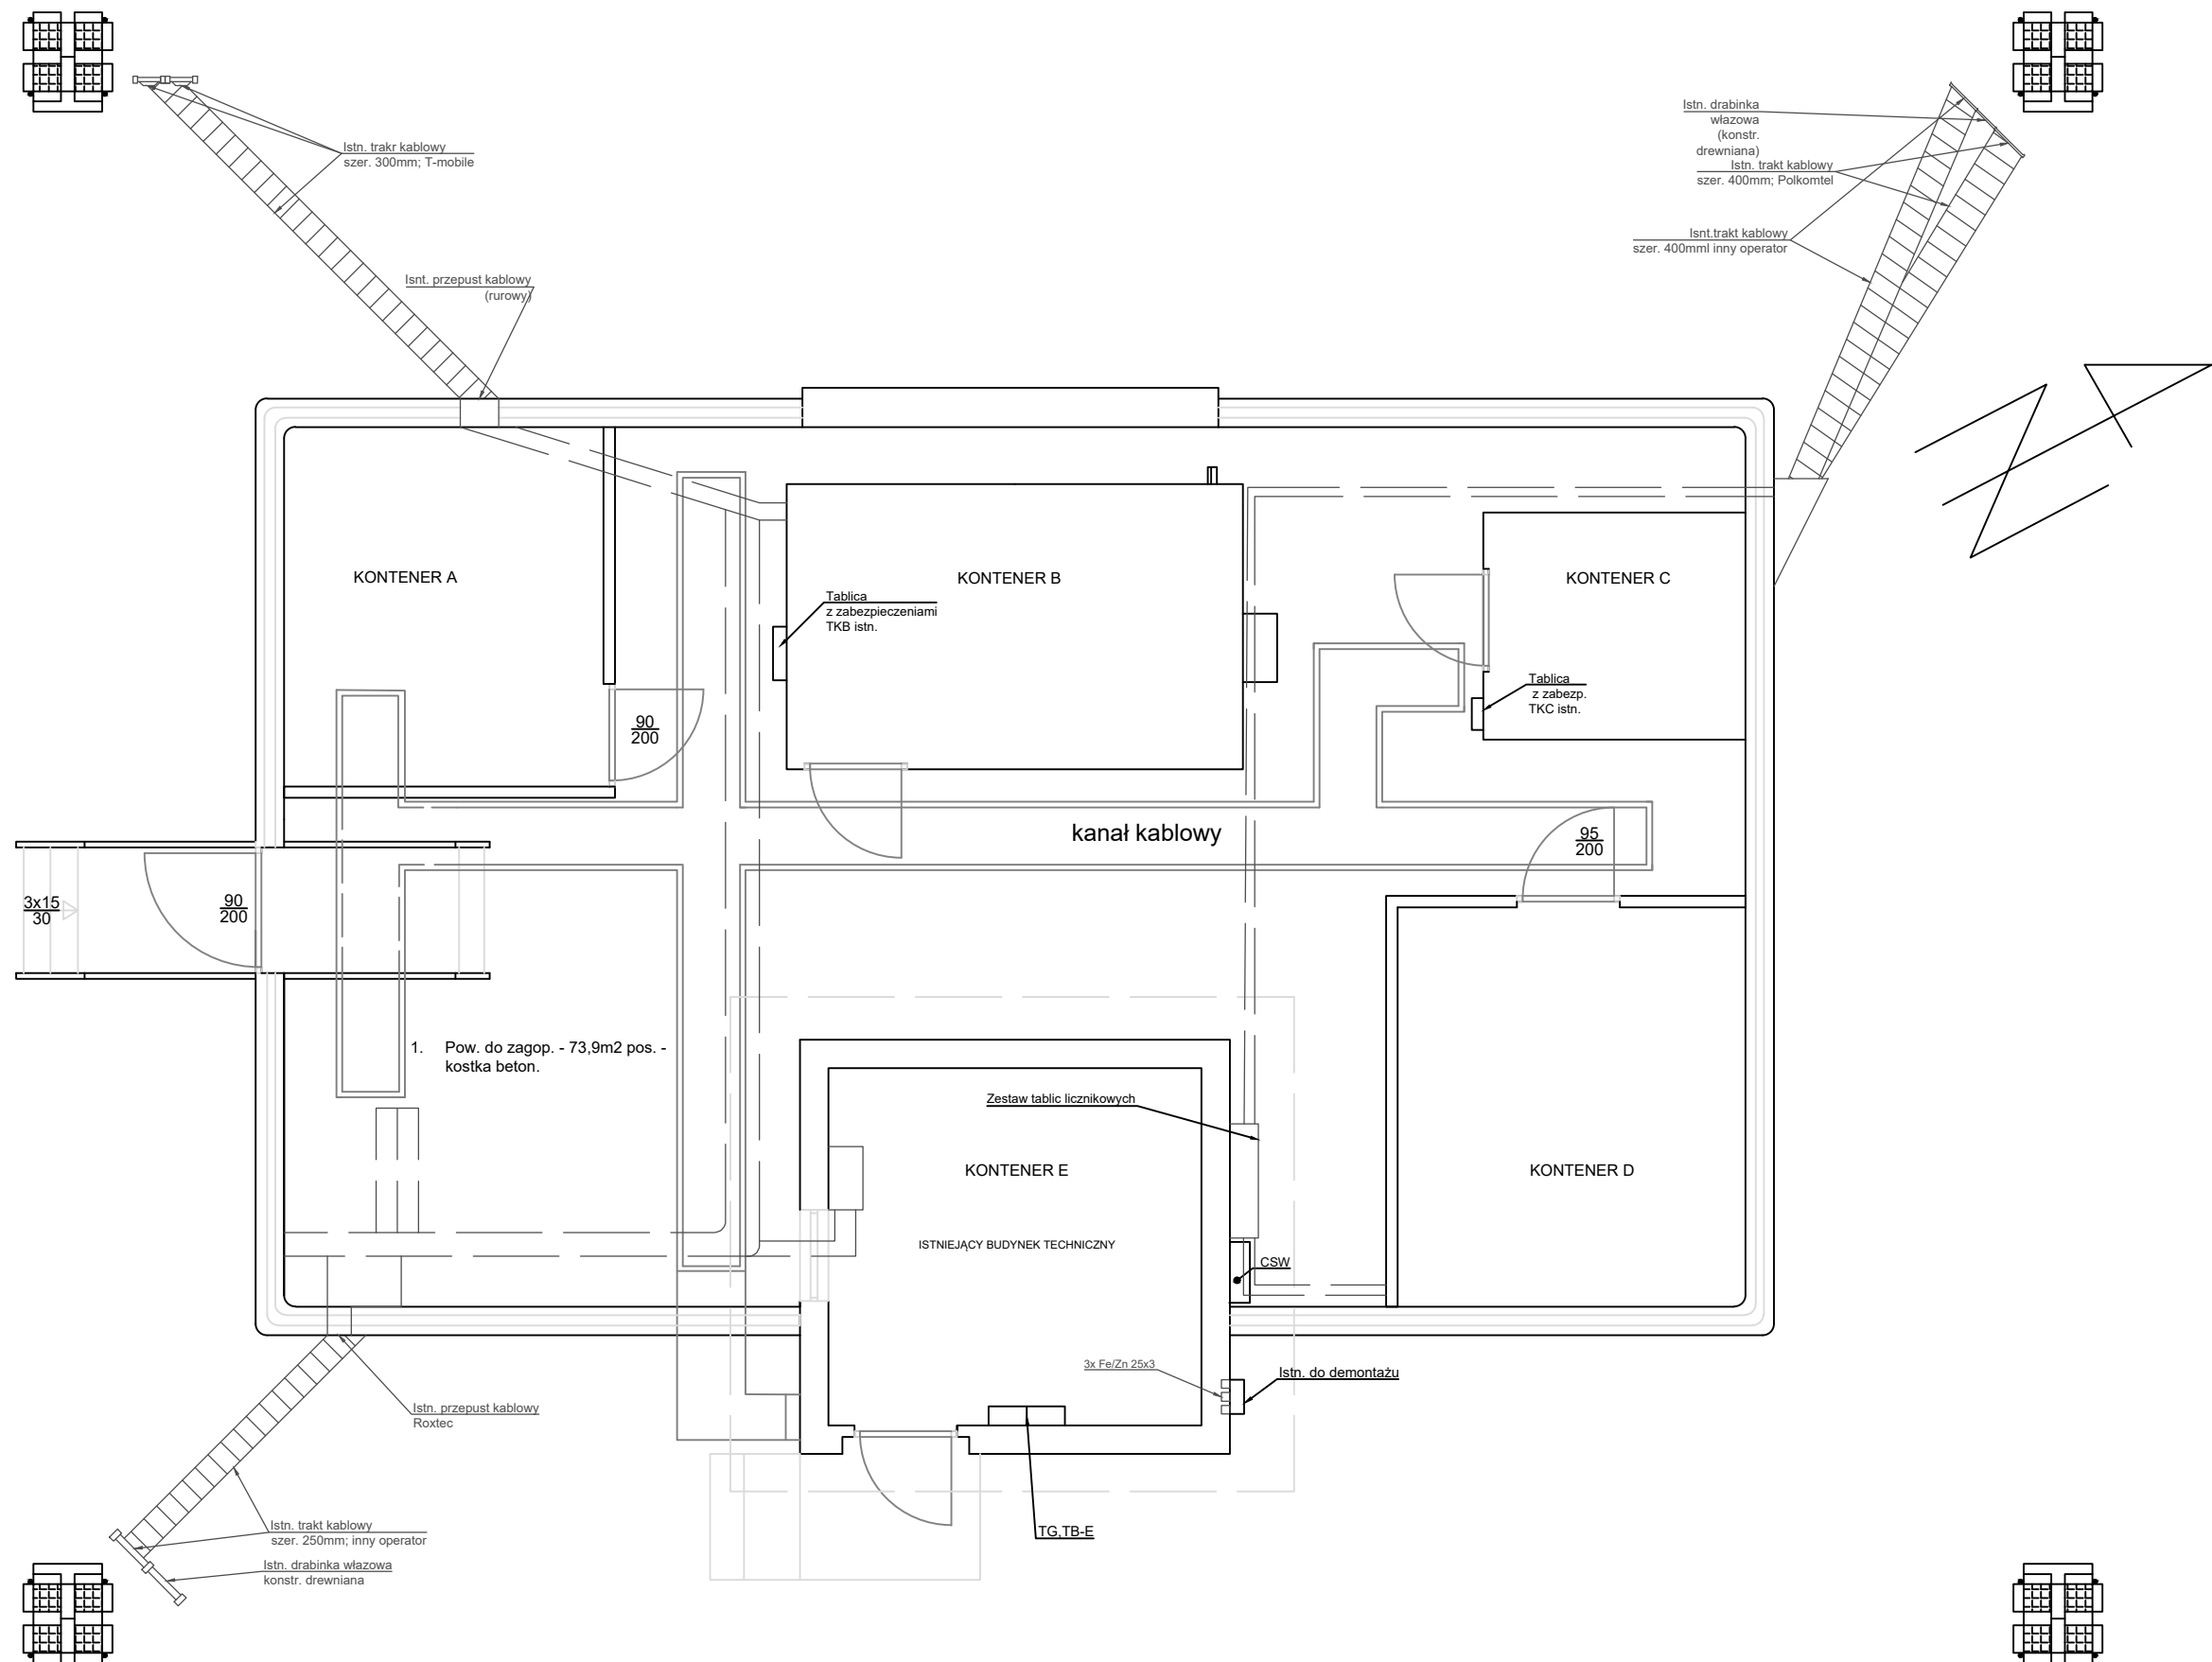 Istn. trakr kablowy
szer. 300mm; T-mobile
Istn. drabinka
włazowa
(konstr.
drewniana)
Istn. trakt kablowy
szer. 400mm; Polkomtel
Isnt.trakt kablowy
szer. 400mml inny operator
Isnt. przepust kablowy
(rurowy)
KONTENER A
KONTENER B
KONTENER C
Tablica
z zabezpieczeniami
TKB istn.
Tablica
z zabezp.
TKC istn.
90
200
kanał kablowy
95
200
3x15
30
90
200
1. Pow. do zagop. - 73,9m2 pos. -
kostka beton.
Zestaw tablic licznikowych
KONTENER E
KONTENER D
ISTNIEJĄCY BUDYNEK TECHNICZNY
CSW
3x Fe/Zn 25x3
Istn. do demontażu
Istn. przepust kablowy
Roxtec
Istn. trakt kablowy
szer. 250mm; inny operator
TG,TB-E
Istn. drabinka włazowa
konstr. drewniana